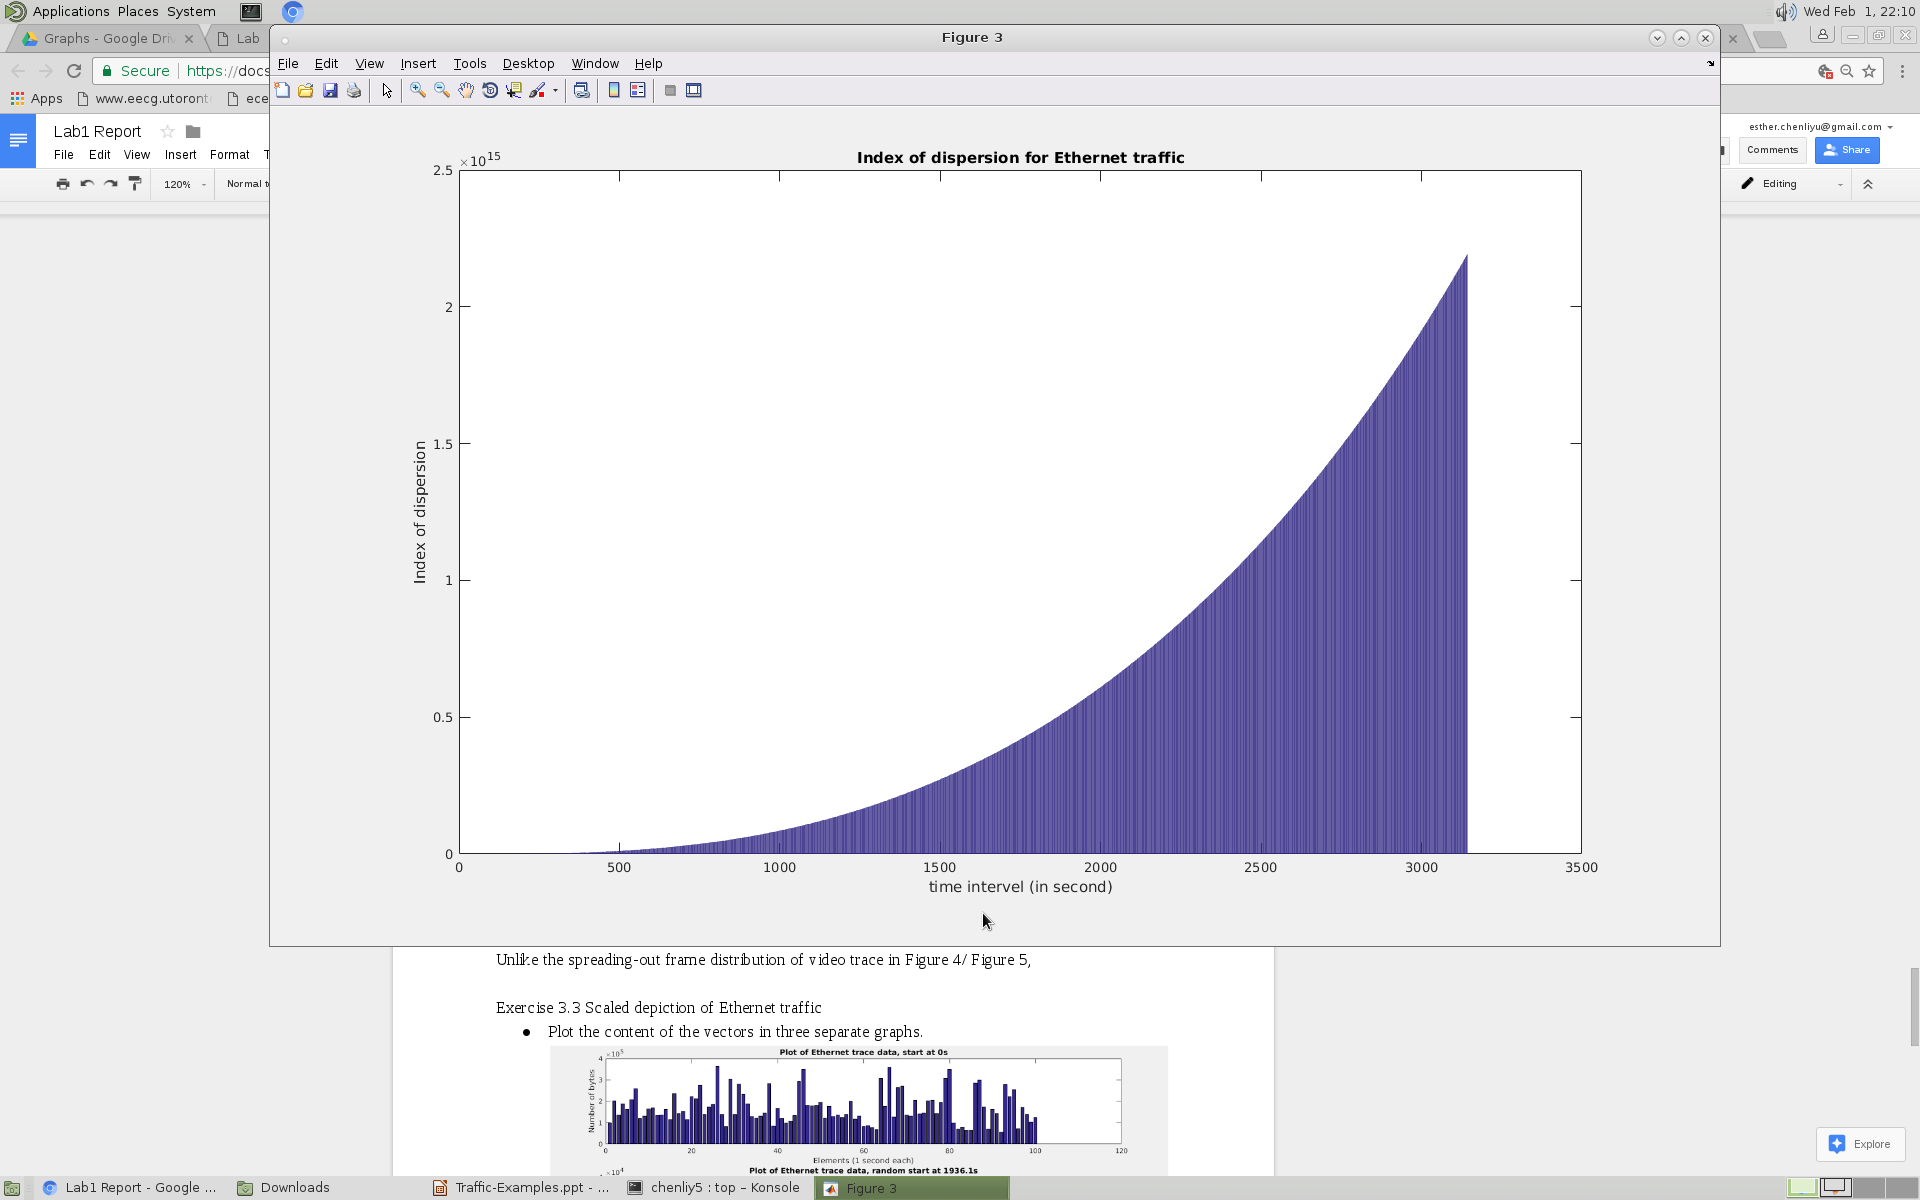 Applications Places System
Wed Feb 1, 22:10
Graphs - Google Driv
Lab
Figure 3
File Edit View Insert Tools Desktop Window Help
Secure https://docs
Apps www.eecg.utoront ece
Lab1 Report
esther.chenliyu@gmail.com
File Edit View Insert Format T
Comments Share
120% Normal t
Editing
Index of dispersion for Ethernet traffic
×10^15
2.5
2
1.5
1
0.5
0
Index of dispersion
0 500 1000 1500 2000 2500 3000 3500
time intervel (in second)
Unlike the spreading-out frame distribution of video trace in Figure 4/ Figure 5,
Exercise 3.3 Scaled depiction of Ethernet traffic
● Plot the content of the vectors in three separate graphs.
Plot of Ethernet trace data, start at 0s
×10^5
4
3
2
1
0
Number of bytes
0 20 40 60 80 100 120
Elements (1 second each)
×10^4
Plot of Ethernet trace data, random start at 1936.1s
Explore
Lab1 Report - Google ...
Downloads
Traffic-Examples.ppt - ...
chenliy5 : top – Konsole
Figure 3